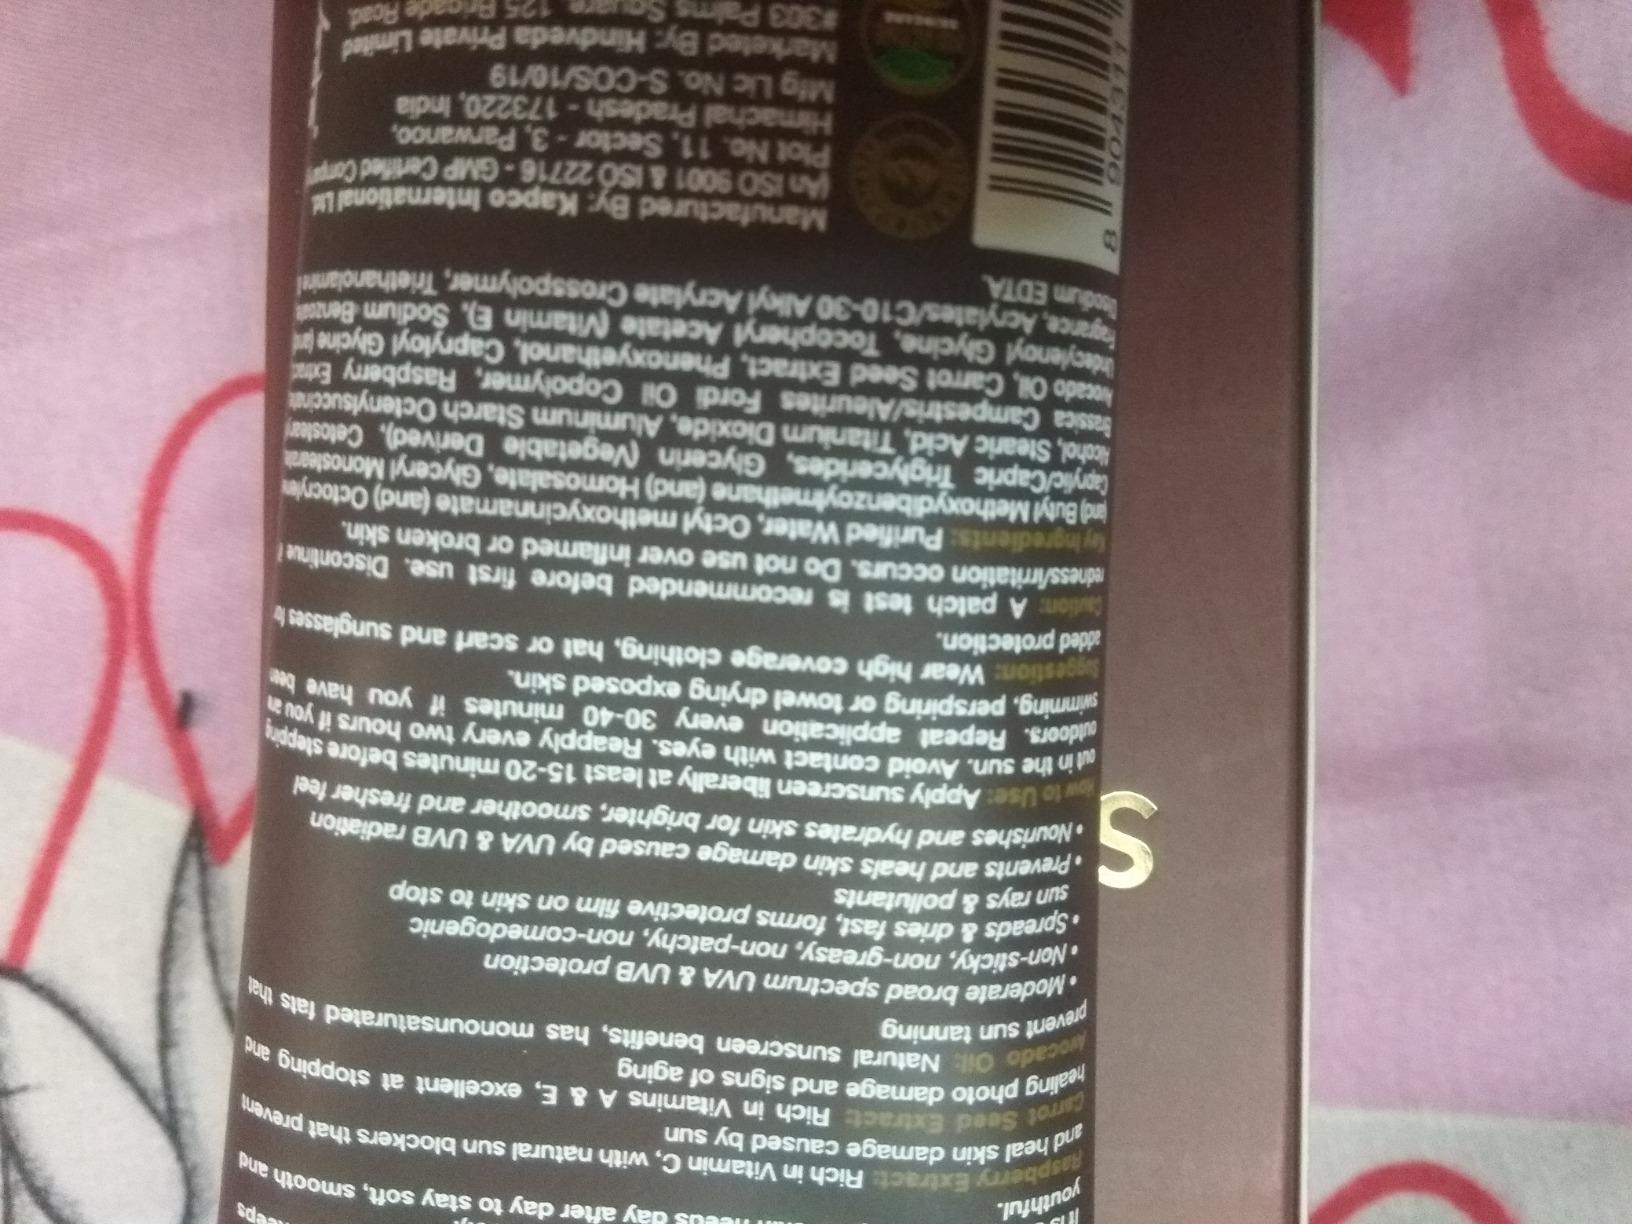 day after day to stay soft, smooth and
youthful.
Raspberry Extract: Rich in Vitamin C, with natural sun blockers that prevent
and heal skin damage caused by sun
Carrot Seed Extract: Rich in Vitamins A & E, excellent at stopping and
healing photo damage and signs of aging
Avocado Oil: Natural sunscreen benefits, has monounsaturated fats that
prevent sun tanning
• Moderate broad spectrum UVA & UVB protection
• Non-sticky, non-greasy, non-patchy, non-comedogenic
• Spreads & dries fast, forms protective film on skin to stop
sun rays & pollutants
• Prevents and heals skin damage caused by UVA & UVB radiation
• Nourishes and hydrates skin for brighter, smoother and fresher feel
How to Use: Apply sunscreen liberally at least 15-20 minutes before stepping
out in the sun. Avoid contact with eyes. Reapply every two hours if you are
outdoors. Repeat application every 30-40 minutes if you have been
swimming, perspiring or towel drying exposed skin.
Suggestion: Wear high coverage clothing, hat or scarf and sunglasses for
added protection.
Caution: A patch test is recommended before first use. Discontinue
redness/irritation occurs. Do not use over inflamed or broken skin.
Key Ingredients: Purified Water, Octyl methoxycinnamate (and) Octocrylene
(and) Butyl Methoxydibenzoylmethane (and) Homosalate, Glyceryl Monostearate
Caprylic/Capric Triglycerides, Glycerin (Vegetable Derived), Cetostearyl
Alcohol, Stearic Acid, Titanium Dioxide, Aluminum Starch Octenylsuccinate
Brassica Campestris/Aleurites Fordi Oil Copolymer, Raspberry Extract
Avocado Oil, Carrot Seed Extract, Phenoxyethanol, Capryloyl Glycine (and)
Undecylenoyl Glycine, Tocopheryl Acetate (Vitamin E), Sodium Benzoate
Fragrance, Acrylates/C10-30 Alkyl Acrylate Crosspolymer, Triethanolamine
Disodium EDTA.
Manufactured By: Kapco International Ltd.
(An ISO 9001 & ISO 22716 - GMP Certified Company
Plot No. 11, Sector - 3, Parwanoo,
Himachal Pradesh - 173220, India
Mfg Lic No. S-COS/10/19
Marketed By: Hindveda Private Limited
#303 Palms Square, 125 Brigade Road,
8 904311
S